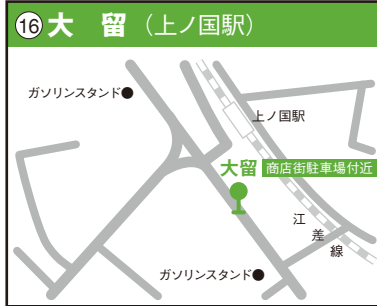 ⑯大 留（上ノ国駅）
ガソリンスタンド●
上ノ国駅
大留 商店街駐車場付近
江差線
ガソリンスタンド●